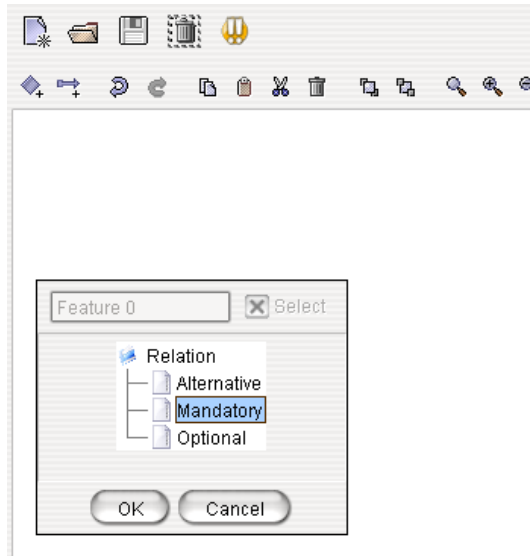 Feature 0
Select
Relation
Alternative
Mandatory
Optional
OK
Cancel